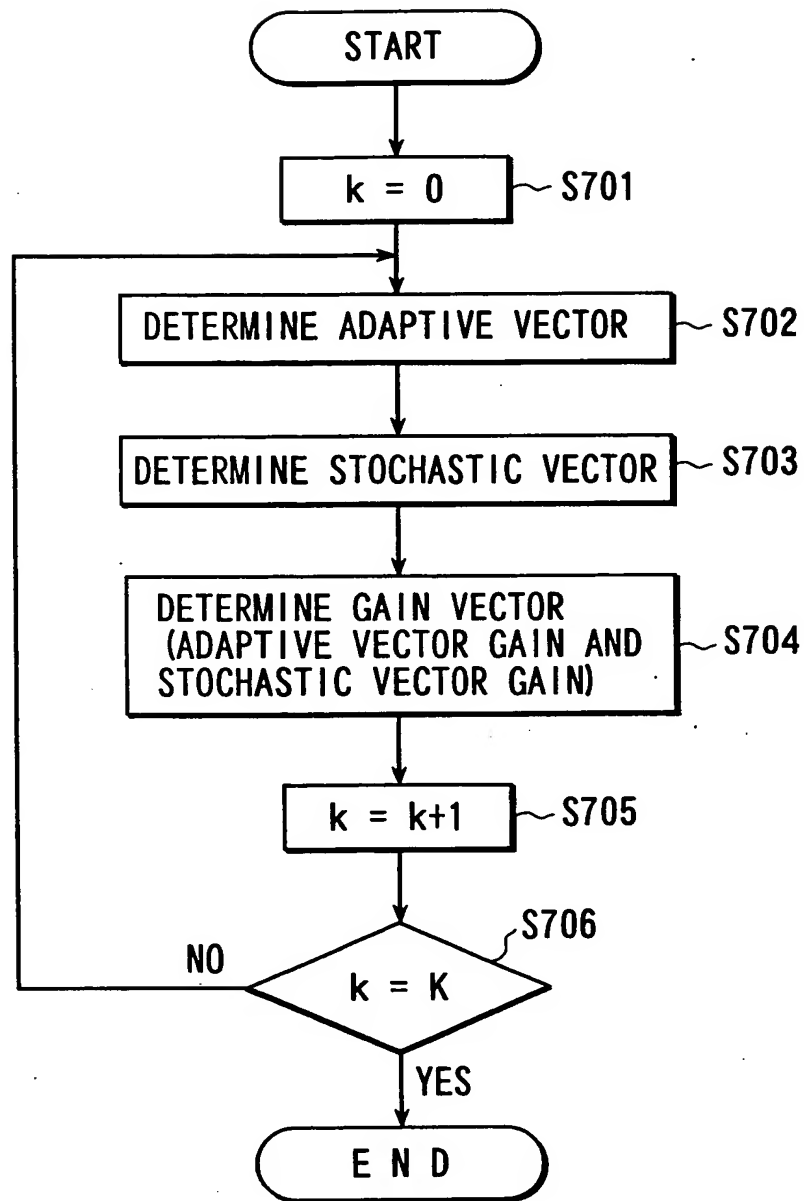 START
k = 0
S701
DETERMINE ADAPTIVE VECTOR
S702
DETERMINE STOCHASTIC VECTOR
S703
DETERMINE GAIN VECTOR
(ADAPTIVE VECTOR GAIN AND
STOCHASTIC VECTOR GAIN)
S704
k = k+1
S705
S706
NO
k = K
YES
END